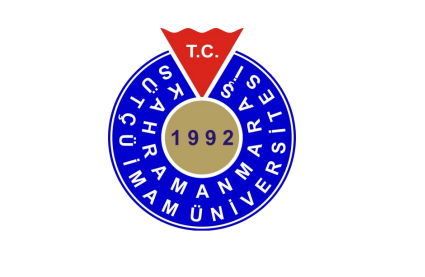 T.C.
KAHRAMANMARAŞ
SÜTÇÜ İMAM ÜNİVERSİTESİ
1992